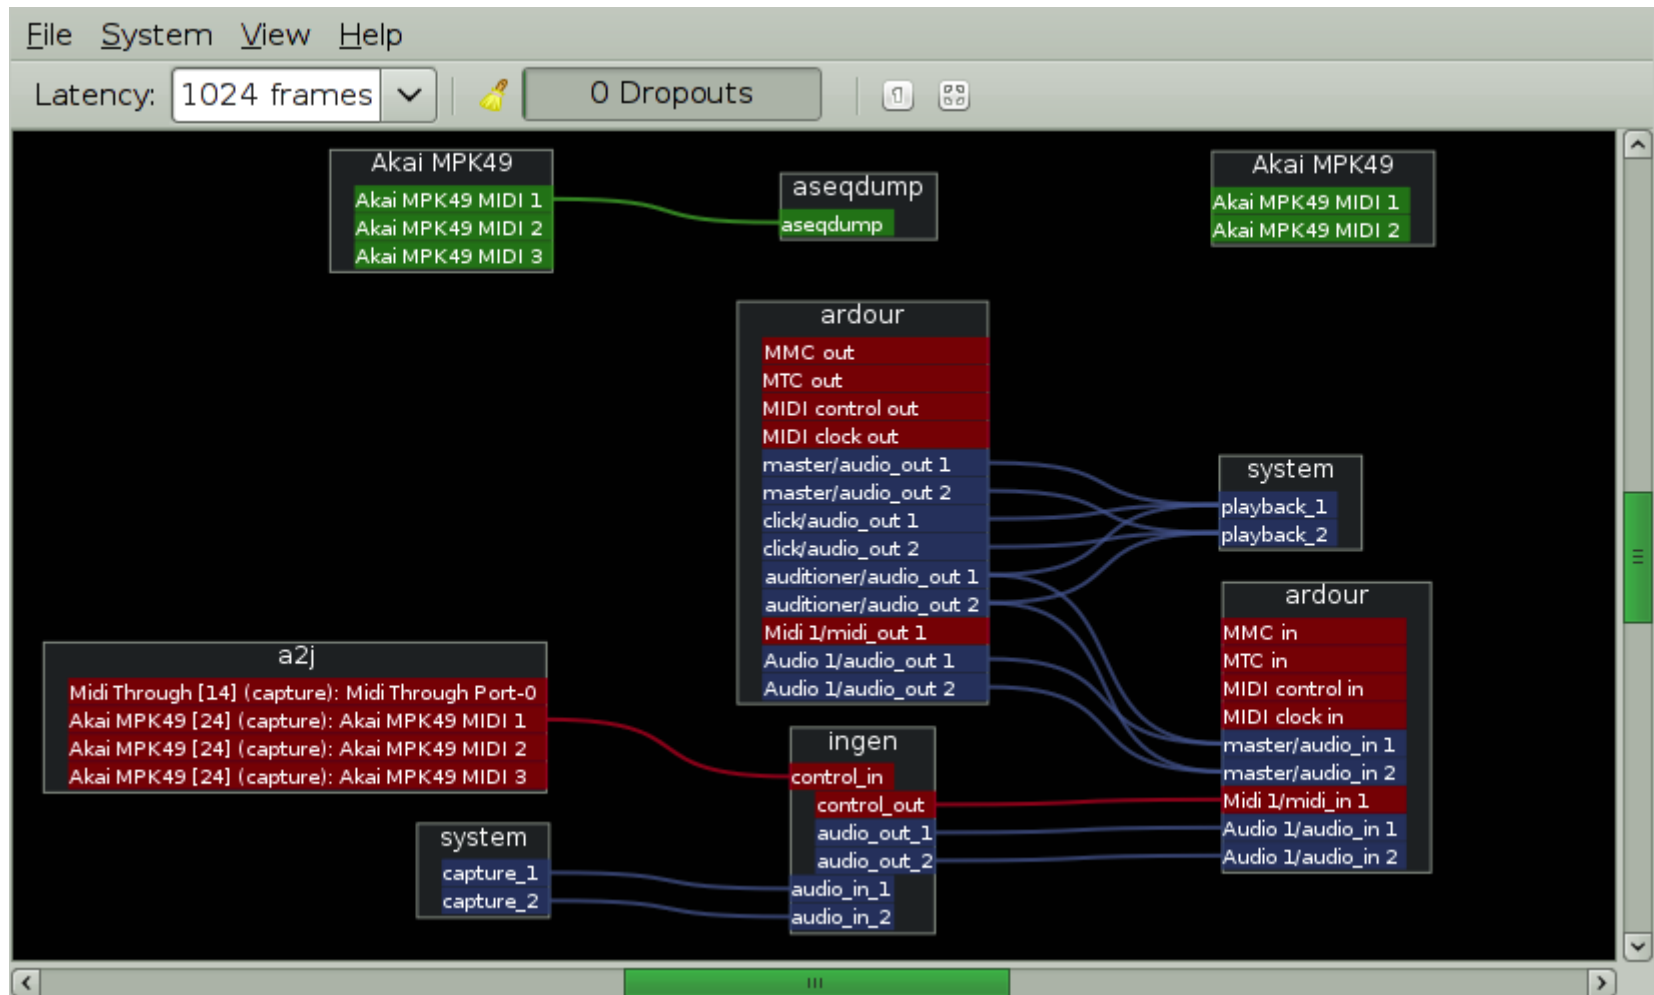 File System View Help
Latency: 1024 frames 0 Dropouts
Akai MPK49
Akai MPK49 MIDI 1
Akai MPK49 MIDI 2
Akai MPK49 MIDI 3
aseqdump
aseqdump
Akai MPK49
Akai MPK49 MIDI 1
Akai MPK49 MIDI 2
ardour
MMC out
MTC out
MIDI control out
MIDI clock out
master/audio_out 1
master/audio_out 2
click/audio_out 1
click/audio_out 2
auditioner/audio_out 1
auditioner/audio_out 2
Midi 1/midi_out 1
Audio 1/audio_out 1
Audio 1/audio_out 2
system
playback_1
playback_2
ardour
MMC in
MTC in
MIDI control in
MIDI clock in
master/audio_in 1
master/audio_in 2
Midi 1/midi_in 1
Audio 1/audio_in 1
Audio 1/audio_in 2
a2j
Midi Through [14] (capture): Midi Through Port-0
Akai MPK49 [24] (capture): Akai MPK49 MIDI 1
Akai MPK49 [24] (capture): Akai MPK49 MIDI 2
Akai MPK49 [24] (capture): Akai MPK49 MIDI 3
ingen
control_in
control_out
audio_out_1
audio_out_2
audio_in_1
audio_in_2
system
capture_1
capture_2